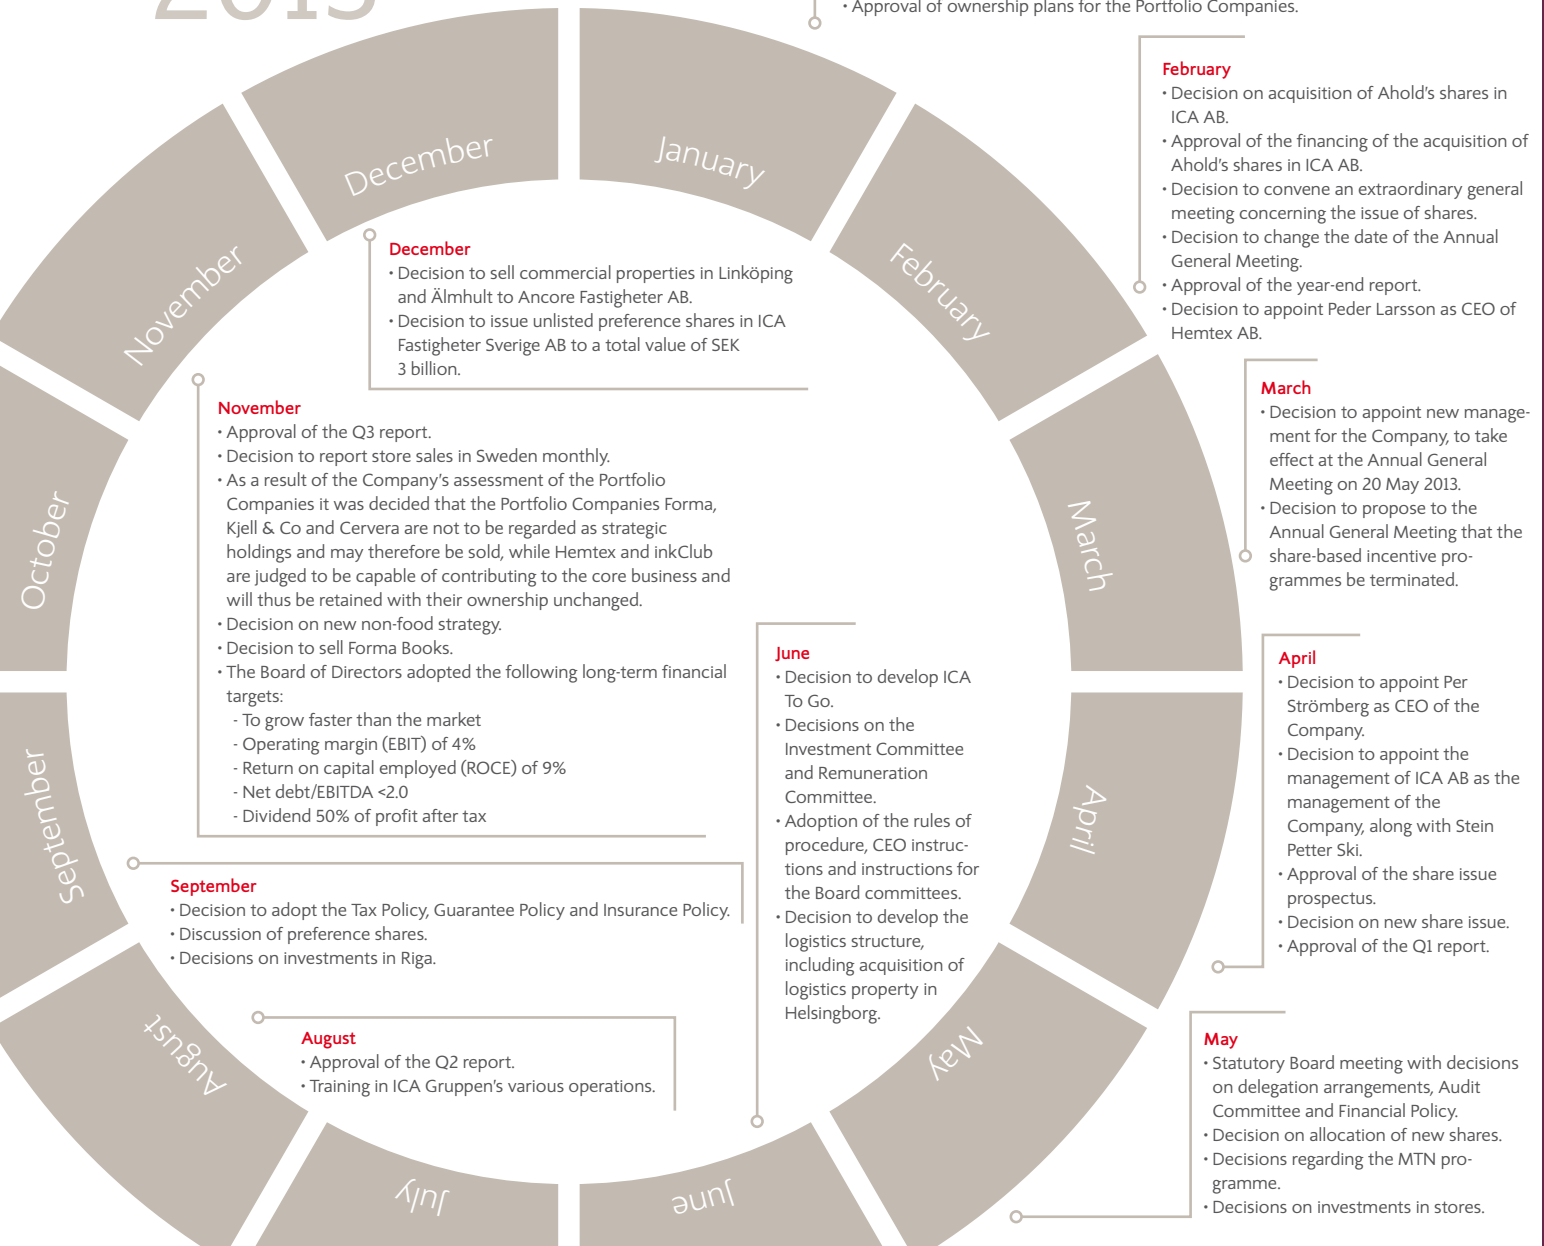 2013
• Approval of ownership plans for the Portfolio Companies.
February
• Decision on acquisition of Ahold's shares in
ICA AB.
• Approval of the financing of the acquisition of
Ahold's shares in ICA AB.
• Decision to convene an extraordinary general
meeting concerning the issue of shares.
• Decision to change the date of the Annual
General Meeting.
• Approval of the year-end report.
• Decision to appoint Peder Larsson as CEO of
Hemtex AB.
March
• Decision to appoint new manage-
ment for the Company, to take
effect at the Annual General
Meeting on 20 May 2013.
• Decision to propose to the
Annual General Meeting that the
share-based incentive pro-
grammes be terminated.
April
• Decision to appoint Per
Strömberg as CEO of the
Company.
• Decision to appoint the
management of ICA AB as the
management of the
Company, along with Stein
Petter Ski.
• Approval of the share issue
prospectus.
• Decision on new share issue.
• Approval of the Q1 report.
May
• Statutory Board meeting with decisions
on delegation arrangements, Audit
Committee and Financial Policy.
• Decision on allocation of new shares.
• Decisions regarding the MTN pro-
gramme.
• Decisions on investments in stores.
June
• Decision to develop ICA
To Go.
• Decisions on the
Investment Committee
and Remuneration
Committee.
• Adoption of the rules of
procedure, CEO instruc-
tions and instructions for
the Board committees.
• Decision to develop the
logistics structure,
including acquisition of
logistics property in
Helsingborg.
August
• Approval of the Q2 report.
• Training in ICA Gruppen's various operations.
September
• Decision to adopt the Tax Policy, Guarantee Policy and Insurance Policy.
• Discussion of preference shares.
• Decisions on investments in Riga.
November
• Approval of the Q3 report.
• Decision to report store sales in Sweden monthly.
• As a result of the Company's assessment of the Portfolio
Companies it was decided that the Portfolio Companies Forma,
Kjell & Co and Cervera are not to be regarded as strategic
holdings and may therefore be sold, while Hemtex and inkClub
are judged to be capable of contributing to the core business and
will thus be retained with their ownership unchanged.
• Decision on new non-food strategy.
• Decision to sell Forma Books.
• The Board of Directors adopted the following long-term financial
targets:
- To grow faster than the market
- Operating margin (EBIT) of 4%
- Return on capital employed (ROCE) of 9%
- Net debt/EBITDA <2.0
- Dividend 50% of profit after tax
December
• Decision to sell commercial properties in Linköping
and Älmhult to Ancore Fastigheter AB.
• Decision to issue unlisted preference shares in ICA
Fastigheter Sverige AB to a total value of SEK
3 billion.
January
February
March
April
May
June
July
August
September
October
November
December